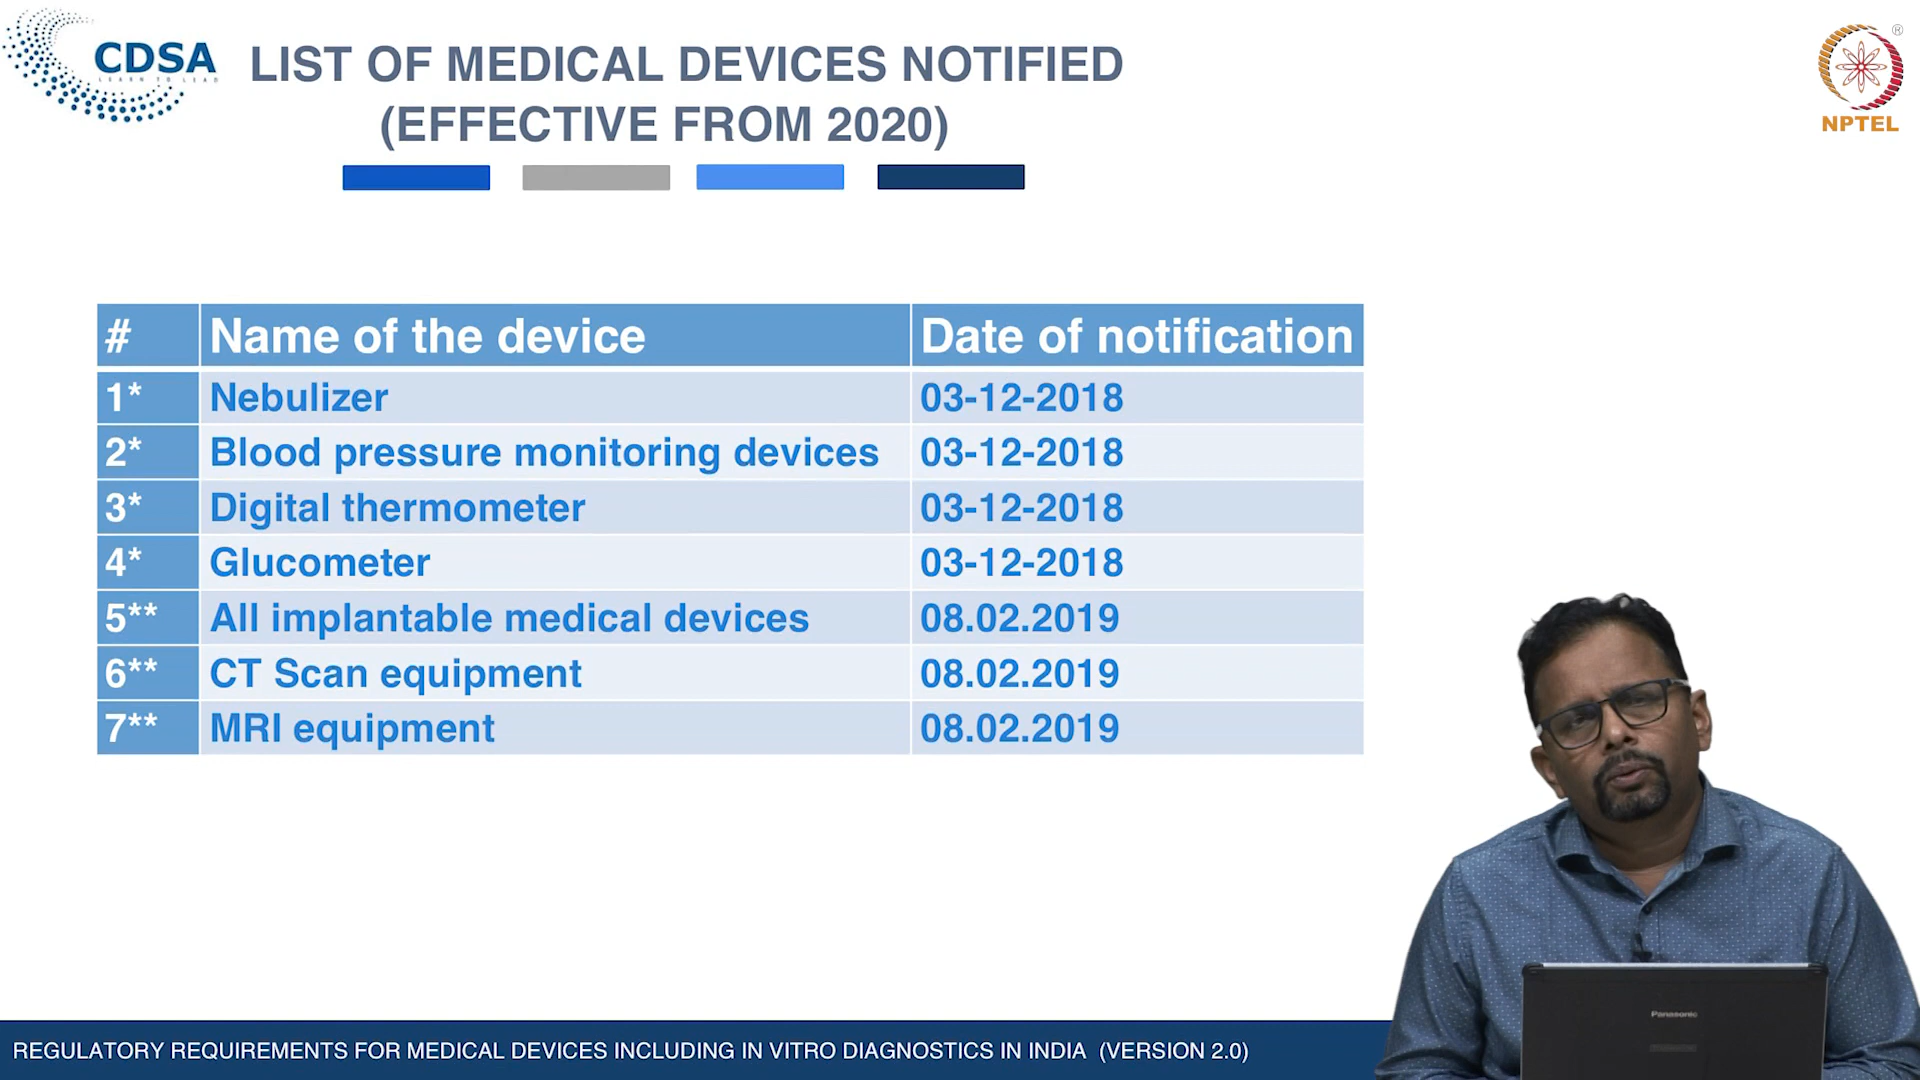 CDSA
LEARN TO LEAD
LIST OF MEDICAL DEVICES NOTIFIED
(EFFECTIVE FROM 2020)
®
NPTEL
# Name of the device Date of notification
1* Nebulizer 03-12-2018
2* Blood pressure monitoring devices 03-12-2018
3* Digital thermometer 03-12-2018
4* Glucometer 03-12-2018
5** All implantable medical devices 08.02.2019
6** CT Scan equipment 08.02.2019
7** MRI equipment 08.02.2019
Panasonic
REGULATORY REQUIREMENTS FOR MEDICAL DEVICES INCLUDING IN VITRO DIAGNOSTICS IN INDIA (VERSION 2.0)